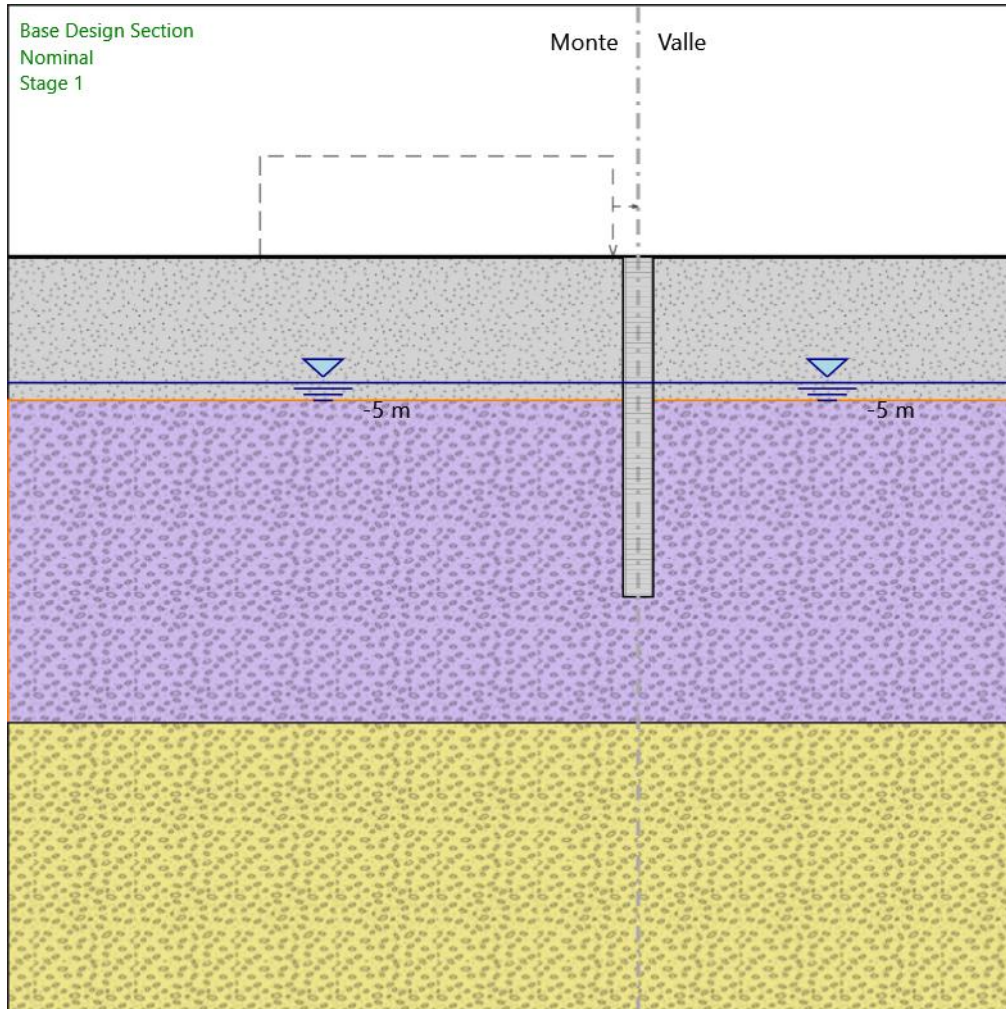 Base Design Section
Nominal
Stage 1
Monte
Valle
-5 m
-5 m